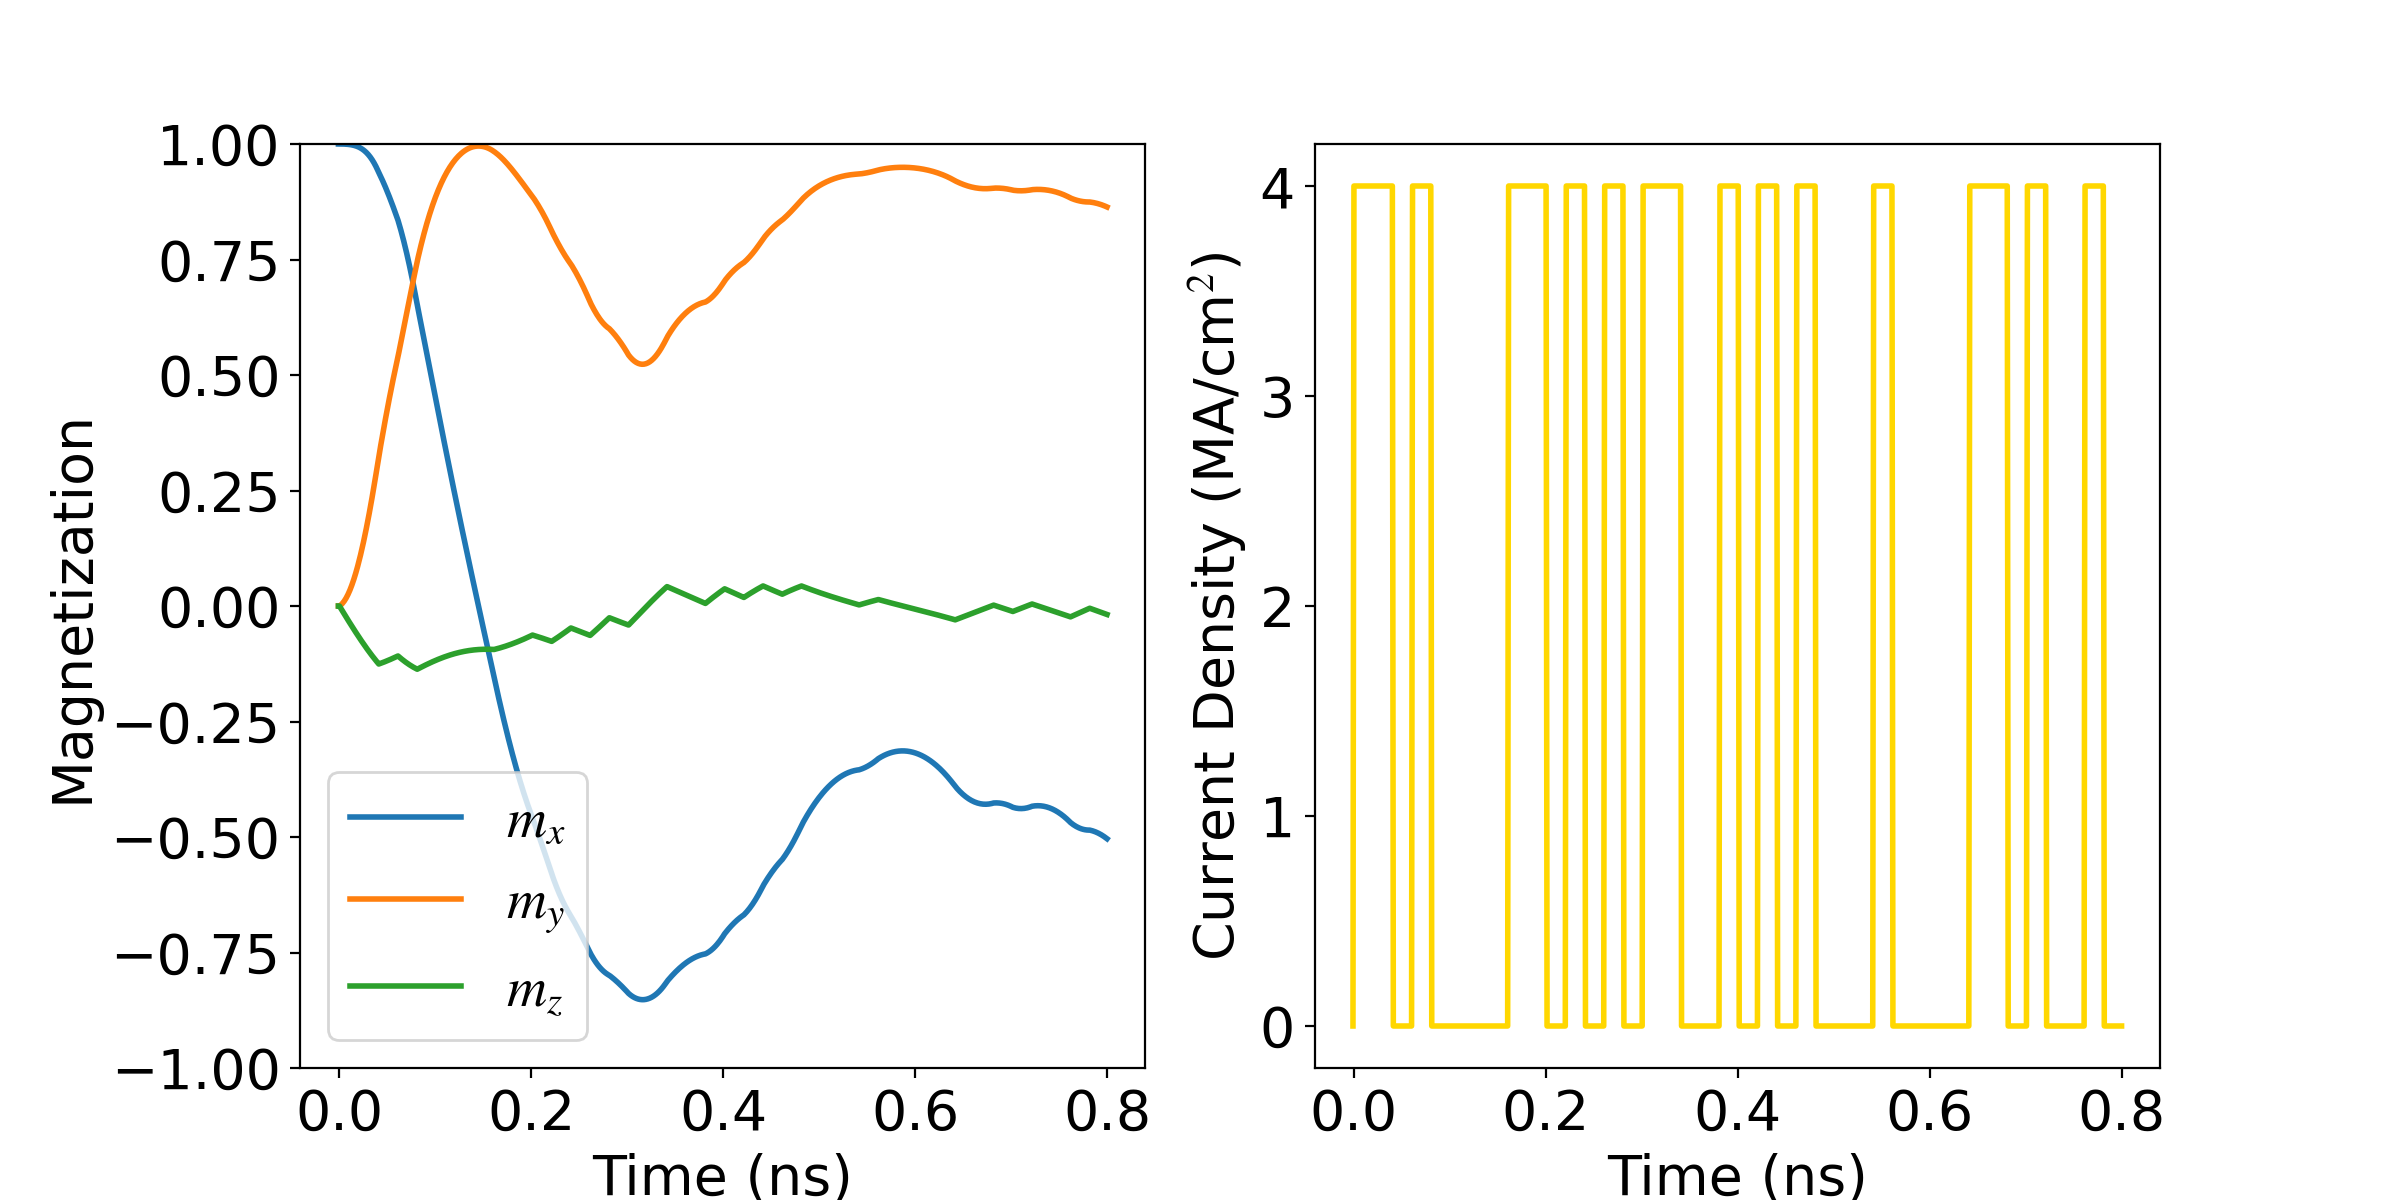 1.00
0.75
0.50
0.25
0.00
−0.25
−0.50
−0.75
−1.00
Magnetization
m_x
m_y
m_z
0.0 0.2 0.4 0.6 0.8
Time (ns)
4
3
2
1
0
Current Density (MA/cm²)
0.0 0.2 0.4 0.6 0.8
Time (ns)